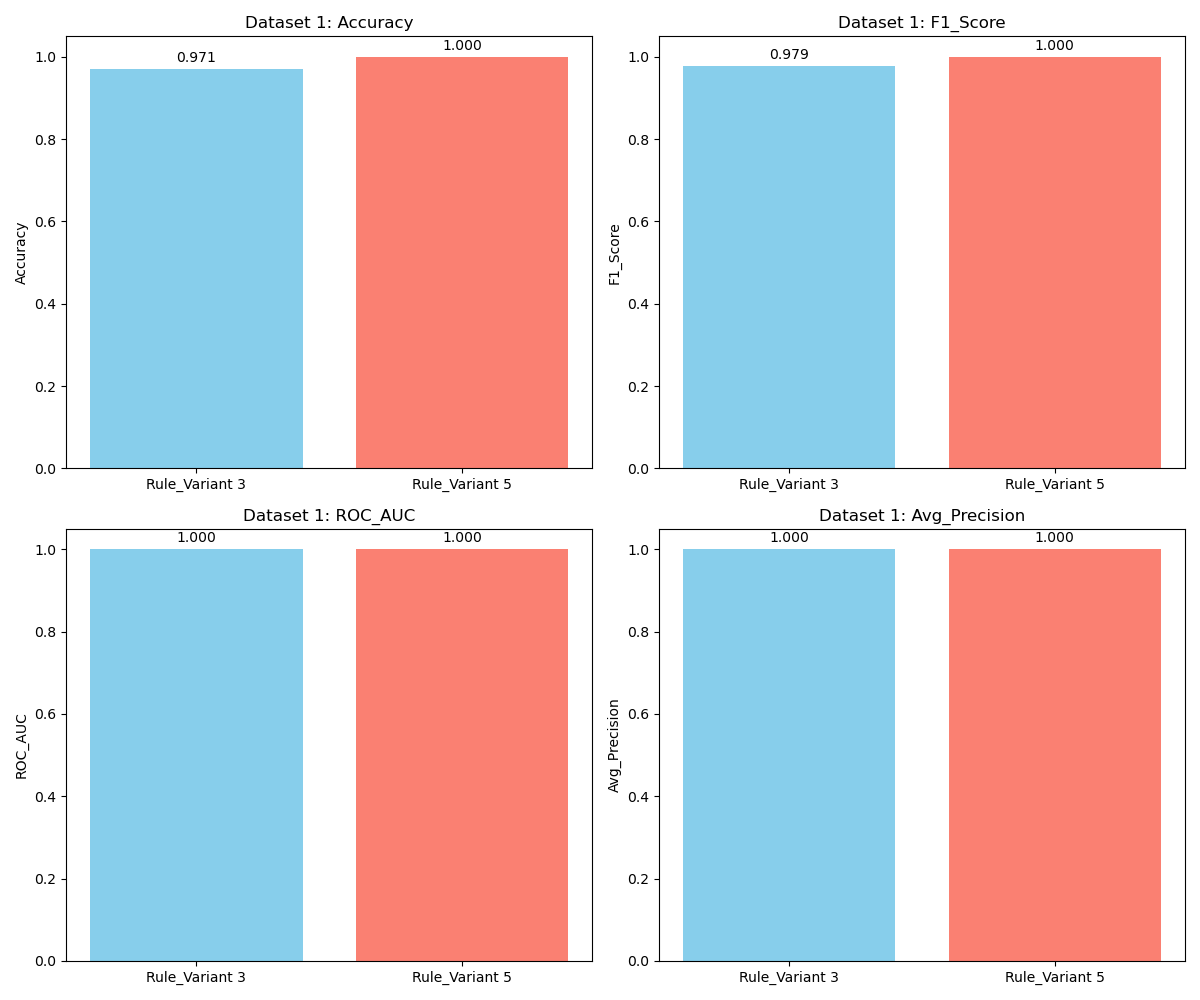 Dataset 1: Accuracy
Accuracy
0.0
0.2
0.4
0.6
0.8
1.0
0.971
1.000
Rule_Variant 3
Rule_Variant 5
Dataset 1: F1_Score
F1_Score
0.0
0.2
0.4
0.6
0.8
1.0
0.979
1.000
Rule_Variant 3
Rule_Variant 5
Dataset 1: ROC_AUC
ROC_AUC
0.0
0.2
0.4
0.6
0.8
1.0
1.000
1.000
Rule_Variant 3
Rule_Variant 5
Dataset 1: Avg_Precision
Avg_Precision
0.0
0.2
0.4
0.6
0.8
1.0
1.000
1.000
Rule_Variant 3
Rule_Variant 5